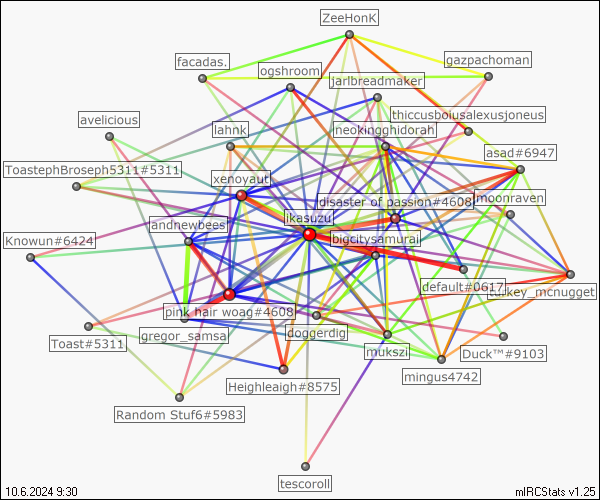 ZeeHonK
facadas.
gazpachoman
ogshroom
jarlbreadmaker
thiccusboiusalexusjoneus
avelicious
lahnk
neokingghidorah
asad#6947
ToastephBroseph5311#5311
xenoyaut
disaster of passion#4608
moonraven
andnewbees
ikasuzu
Knowun#6424
bigcitysamurai
default#0617
turkey_mcnugget
pink hair woag#4608
gregor_samsa
doggerdig
Toast#5311
mukszi
Duck™#9103
mingus4742
Heighleaigh#8575
Random Stuf6#5983
tescoroll
10.6.2024 9:30
mIRCStats v1.25